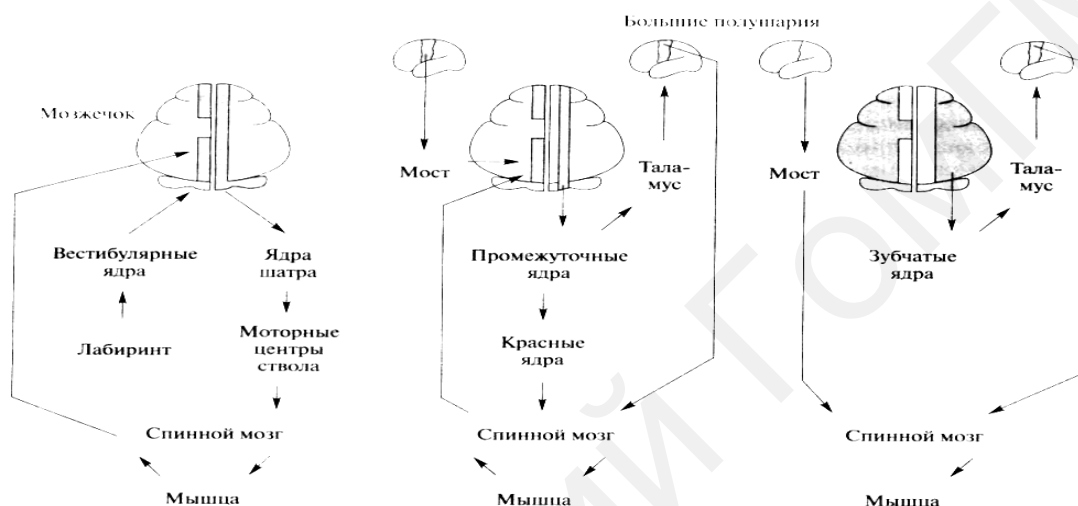 Большие полушария
Мозжечок
Вестибулярные
ядра
Лабиринт
Ядра
шатра
Моторные
центры
ствола
Спинной мозг
Мышца
Мост
Тала-
мус
Промежуточные
ядра
Красные
ядра
Спинной мозг
Мышца
Мост
Тала-
мус
Зубчатые
ядра
Спинной мозг
Мышца